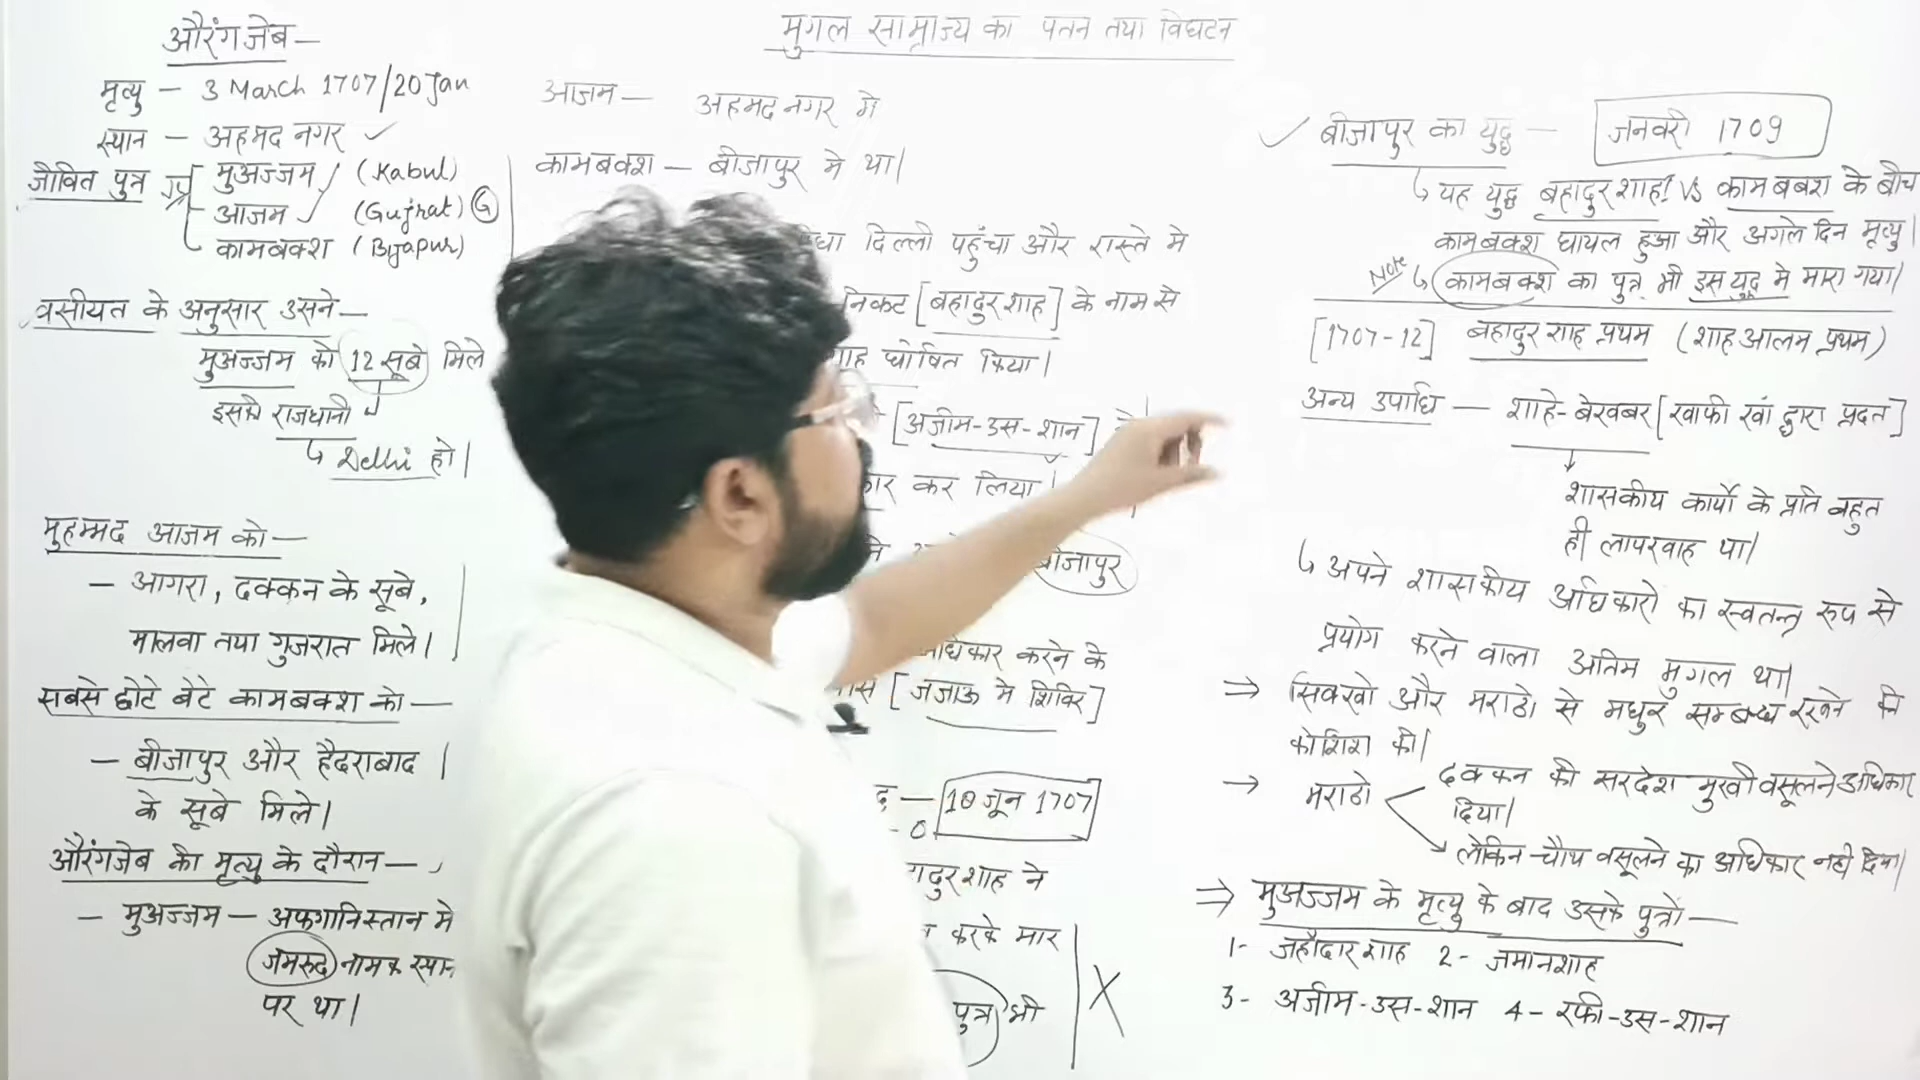 मुगल साम्राज्य का पतन तथा विघटन
औरंगजेब —
मृत्यु — 3 March 1707/20 Jan
स्थान — अहमद नगर ✓
जीवित पुत्र
मुअज्जम (Kabul)
आजम (Gujrat) G
कामबक्श (Bijapur)
वसीयत के अनुसार उसने —
मुअज्जम को 12 सूबे मिले
इसकी राजधानी
↳ Delhi हो।
मुहम्मद आजम को —
— आगरा, दक्कन के सूबे,
मालवा तथा गुजरात मिले।
सबसे छोटे बेटे कामबक्श को —
— बीजापुर और हैदराबाद
के सूबे मिले।
औरंगजेब की मृत्यु के दौरान —
— मुअज्जम — अफगानिस्तान मे
जमरुद नामक स्थान
पर था।
आजम — अहमद नगर मे
कामबक्श — बीजापुर मे था।
दिल्ली पहुँचा और रास्ते मे
निकट [बहादुर शाह] के नाम से
घोषित किया।
[अजीम-उस-शान]
कर लिया।
बीजापुर
अधिकार करने के
[जजाऊ मे शिविर]
— 18 जून 1707
ने
करके मार
पुत्र भी
X
✓ बीजापुर का युद्ध — जनवरी 1709
↳ यह युद्ध बहादुर शाह I VS कामबक्श के बीच
कामबक्श घायल हुआ और अगले दिन मृत्यु।
Note ↳ कामबक्श का पुत्र भी इस युद्ध मे मारा गया।
[1707-12] बहादुर शाह प्रथम (शाह आलम प्रथम)
अन्य उपाधि — शाहे-बेखबर [खाफी खां द्वारा प्रदत]
↓
शासकीय कार्यो के प्रति बहुत
ही लापरवाह था।
↳ अपने शासकीय अधिकारो का स्वतन्त्र रूप से
प्रयोग करने वाला अंतिम मुगल था।
⇒ सिक्खो और मराठो से मधुर सम्बन्ध रखने की
कोशिश की।
→ मराठो
दक्कन की सरदेशमुखी वसूलने अधिकार
दिया।
लेकिन चौथ वसूलने का अधिकार नही दिया।
⇒ मुअज्जम के मृत्यु के बाद उसके पुत्रों —
1- जहाँदार शाह 2- जमानशाह
3- अजीम-उस-शान 4- रफी-उस-शान